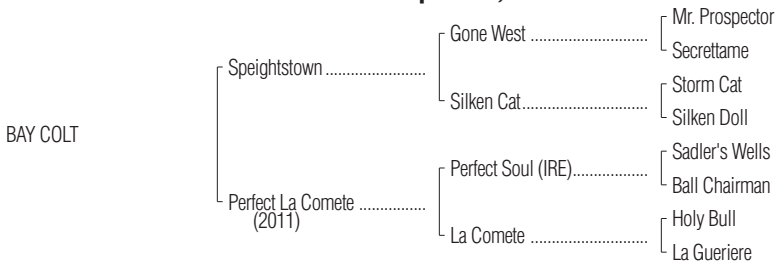 Mr. Prospector
Gone West ............................
Secrettame
Speightstown ........................
Storm Cat
Silken Cat............................
Silken Doll
BAY COLT
Sadler's Wells
Perfect Soul (IRE)..................
Ball Chairman
Perfect La Comete ................
(2011)
Holy Bull
La Comete ............................
La Gueriere